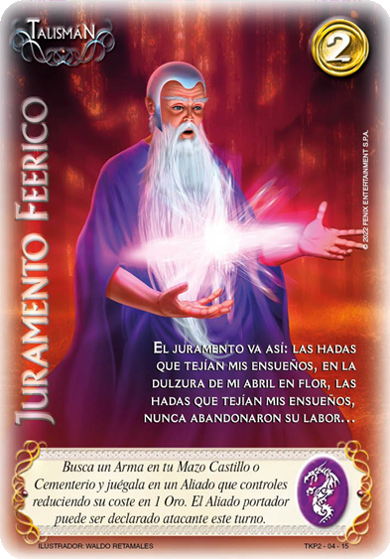 TALISMÁN
2
JURAMENTO FEERICO
© 2022 FENIX ENTERTAINMENT S.P.A.
EL JURAMENTO VA ASÍ: LAS HADAS
QUE TEJÍAN MIS ENSUEÑOS, EN LA
DULZURA DE MI ABRIL EN FLOR, LAS
HADAS QUE TEJÍAN MIS ENSUEÑOS,
NUNCA ABANDONARON SU LABOR...
Busca un Arma en tu Mazo Castillo o
Cementerio y juégala en un Aliado que controles
reduciendo su coste en 1 Oro. El Aliado portador
puede ser declarado atacante este turno.
ILUSTRADOR: WALDO RETAMALES
TKP2 - 04 - 15